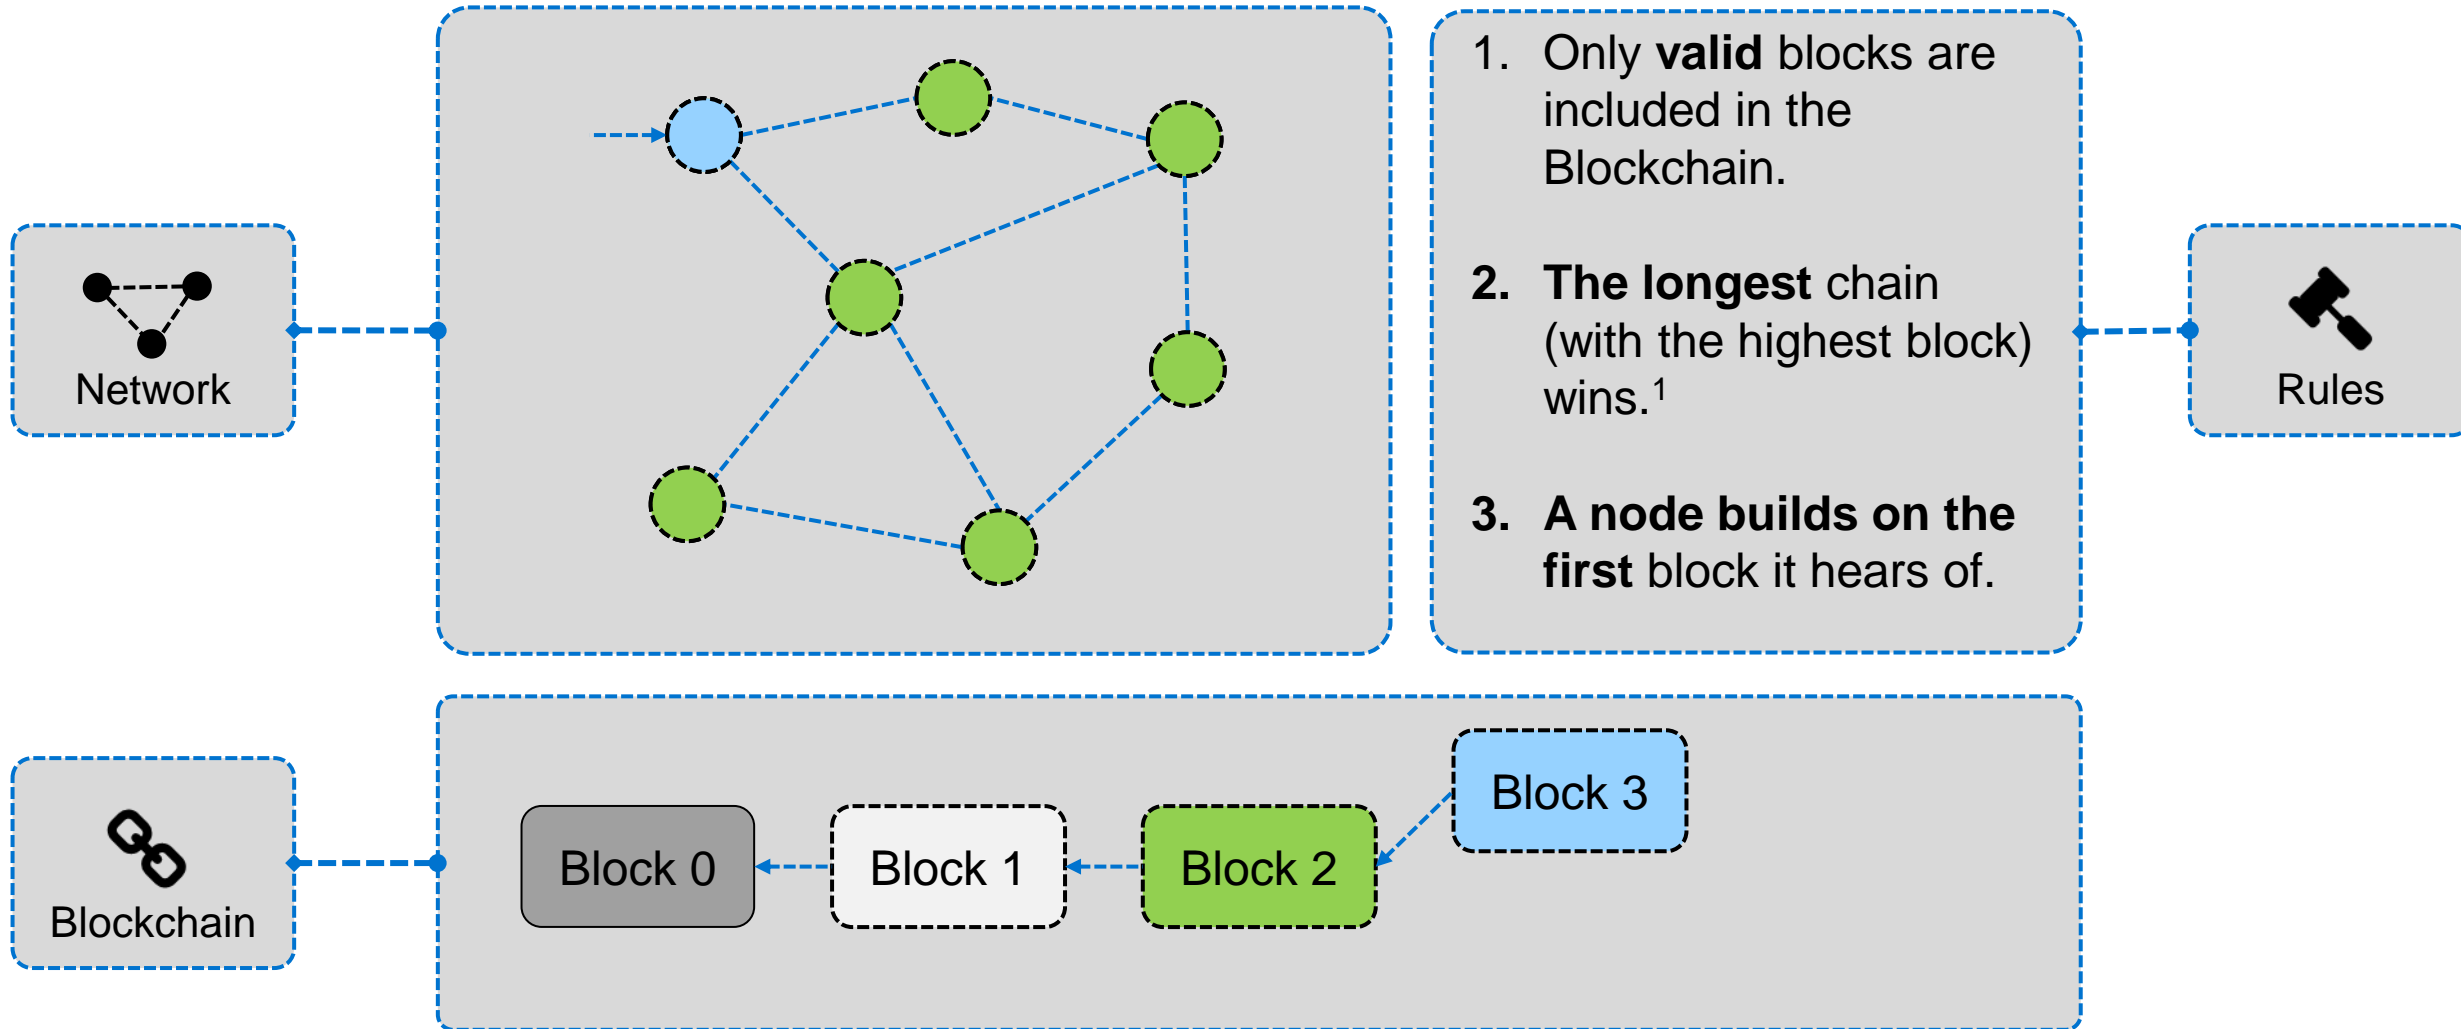 Network
1. Only valid blocks are
included in the
Blockchain.
2. The longest chain
(with the highest block)
wins.¹
3. A node builds on the
first block it hears of.
Rules
Blockchain
Block 0
Block 1
Block 2
Block 3